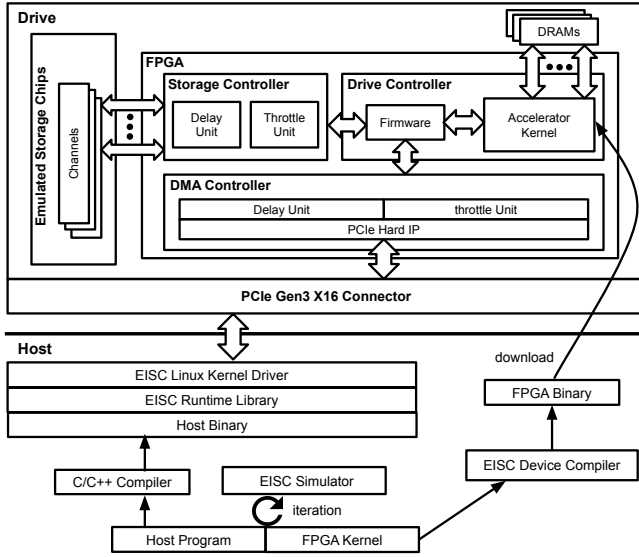 Drive
DRAMs
FPGA
Storage Controller
Drive Controller
Emulated Storage Chips
Channels
Delay
Unit
Throttle
Unit
Firmware
Accelerator
Kernel
DMA Controller
Delay Unit
throttle Unit
PCIe Hard IP
PCIe Gen3 X16 Connector
Host
download
EISC Linux Kernel Driver
EISC Runtime Library
Host Binary
FPGA Binary
C/C++ Compiler
EISC Simulator
EISC Device Compiler
iteration
Host Program
FPGA Kernel